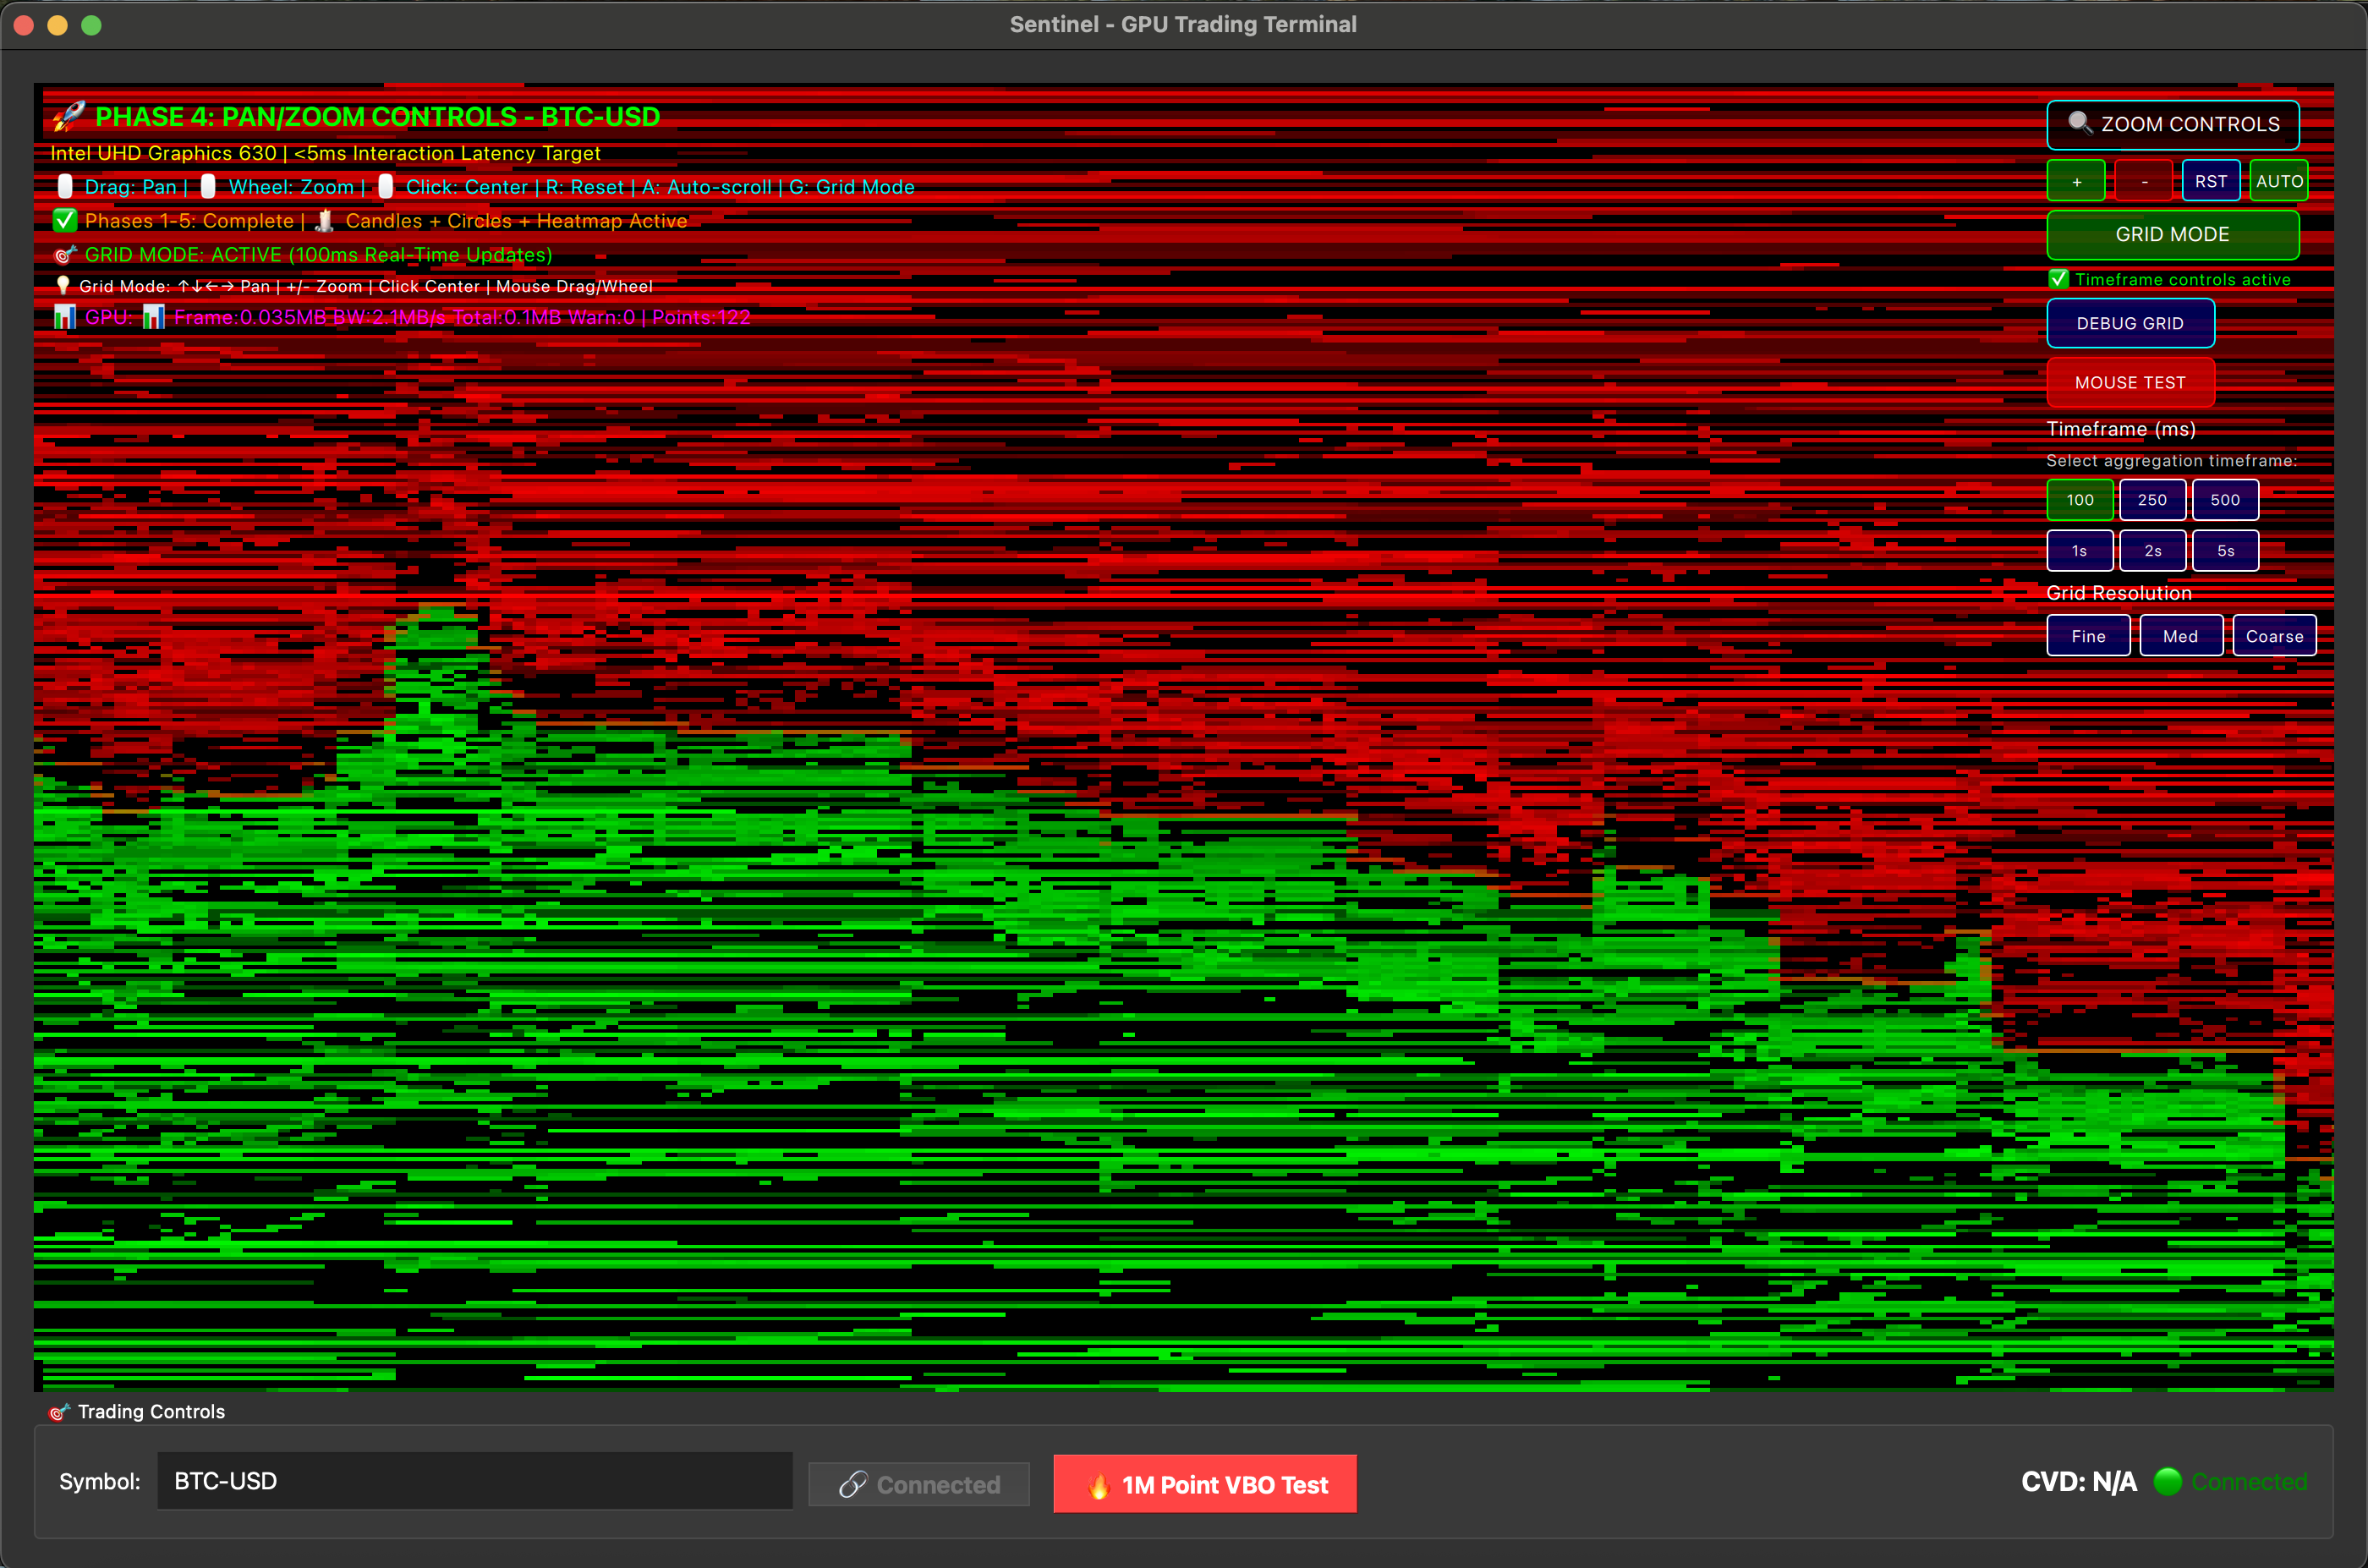 Sentinel - GPU Trading Terminal
🚀 PHASE 4: PAN/ZOOM CONTROLS - BTC-USD
Intel UHD Graphics 630 | <5ms Interaction Latency Target
Drag: Pan | Wheel: Zoom | Click: Center | R: Reset | A: Auto-scroll | G: Grid Mode
✅ Phases 1-5: Complete | 🕯️ Candles + Circles + Heatmap Active
🎯 GRID MODE: ACTIVE (100ms Real-Time Updates)
💡 Grid Mode: ↑↓←→ Pan | +/- Zoom | Click Center | Mouse Drag/Wheel
📊 GPU: 📊 Frame:0.035MB BW:2.1MB/s Total:0.1MB Warn:0 | Points:122
🔍 ZOOM CONTROLS
+ - RST AUTO
GRID MODE
✅ Timeframe controls active
DEBUG GRID
MOUSE TEST
Timeframe (ms)
Select aggregation timeframe:
100 250 500
1s 2s 5s
Grid Resolution
Fine Med Coarse
🎯 Trading Controls
Symbol: BTC-USD 🔗 Connected 🔥 1M Point VBO Test CVD: N/A 🟢 Connected